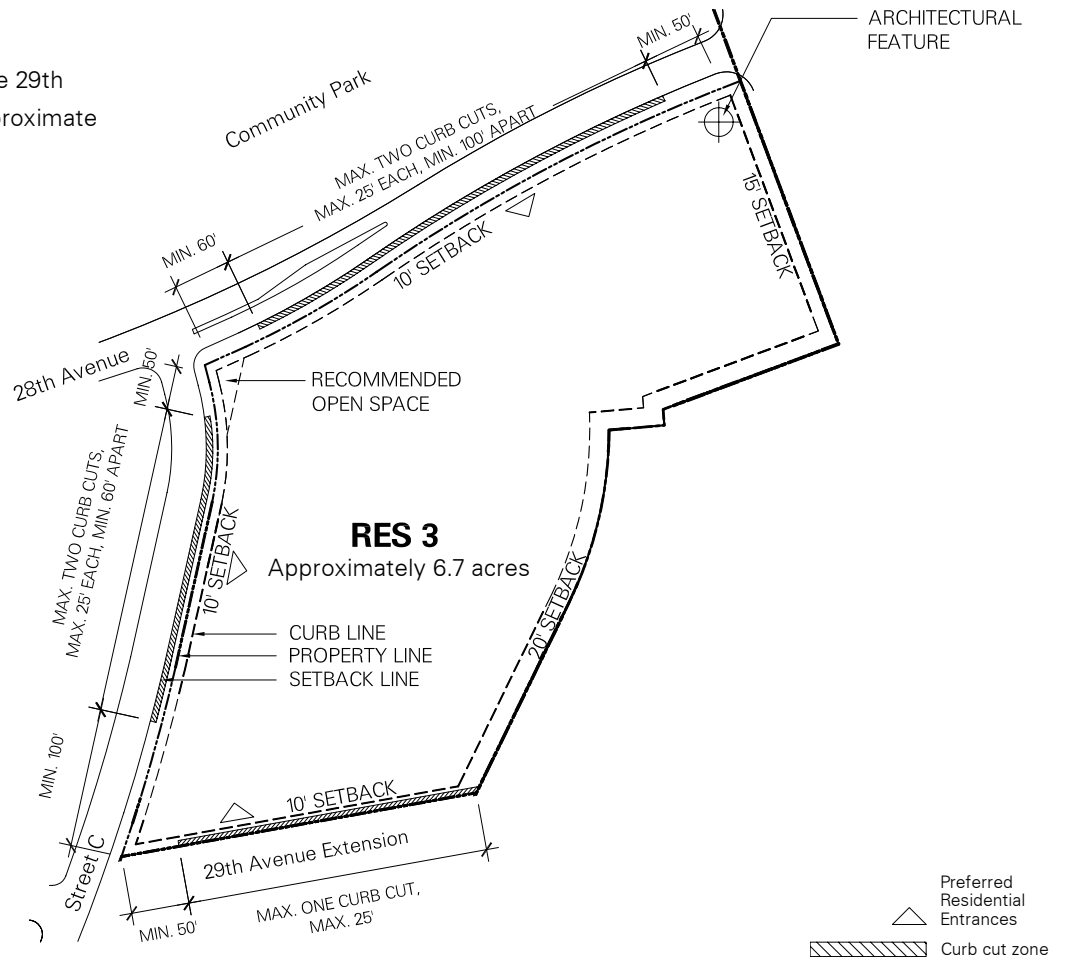 ARCHITECTURAL
FEATURE
MIN. 50'
e 29th
proximate
Community Park
MAX. TWO CURB CUTS,
MAX. 25' EACH, MIN. 100' APART
MIN. 60'
10' SETBACK
15' SETBACK
28th Avenue
MIN. 50'
RECOMMENDED
OPEN SPACE
MAX. TWO CURB CUTS,
MAX. 25' EACH, MIN. 60' APART
10' SETBACK
RES 3
Approximately 6.7 acres
20' SETBACK
CURB LINE
PROPERTY LINE
SETBACK LINE
MIN. 100'
10' SETBACK
Street C
29th Avenue Extension
MIN. 50'
MAX. ONE CURB CUT,
MAX. 25'
Preferred
Residential
Entrances
Curb cut zone